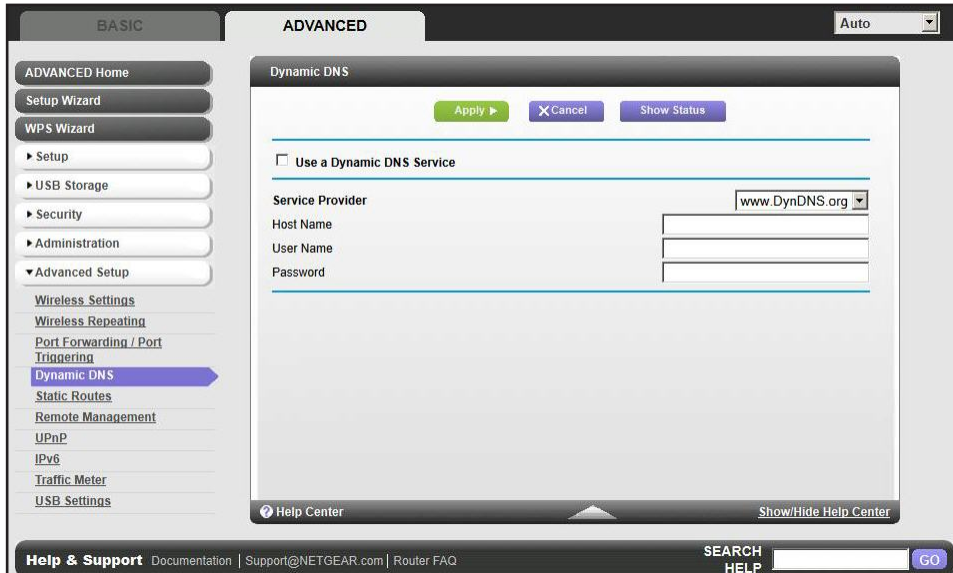 BASIC
ADVANCED
Auto
ADVANCED Home
Setup Wizard
WPS Wizard
Setup
USB Storage
Security
Administration
Advanced Setup
Wireless Settings
Wireless Repeating
Port Forwarding / Port
Triggering
Dynamic DNS
Static Routes
Remote Management
UPnP
IPv6
Traffic Meter
USB Settings
Dynamic DNS
Apply
Cancel
Show Status
Use a Dynamic DNS Service
Service Provider www.DynDNS.org
Host Name
User Name
Password
Help Center Show/Hide Help Center
Help & Support Documentation | Support@NETGEAR.com | Router FAQ
SEARCH
HELP
GO